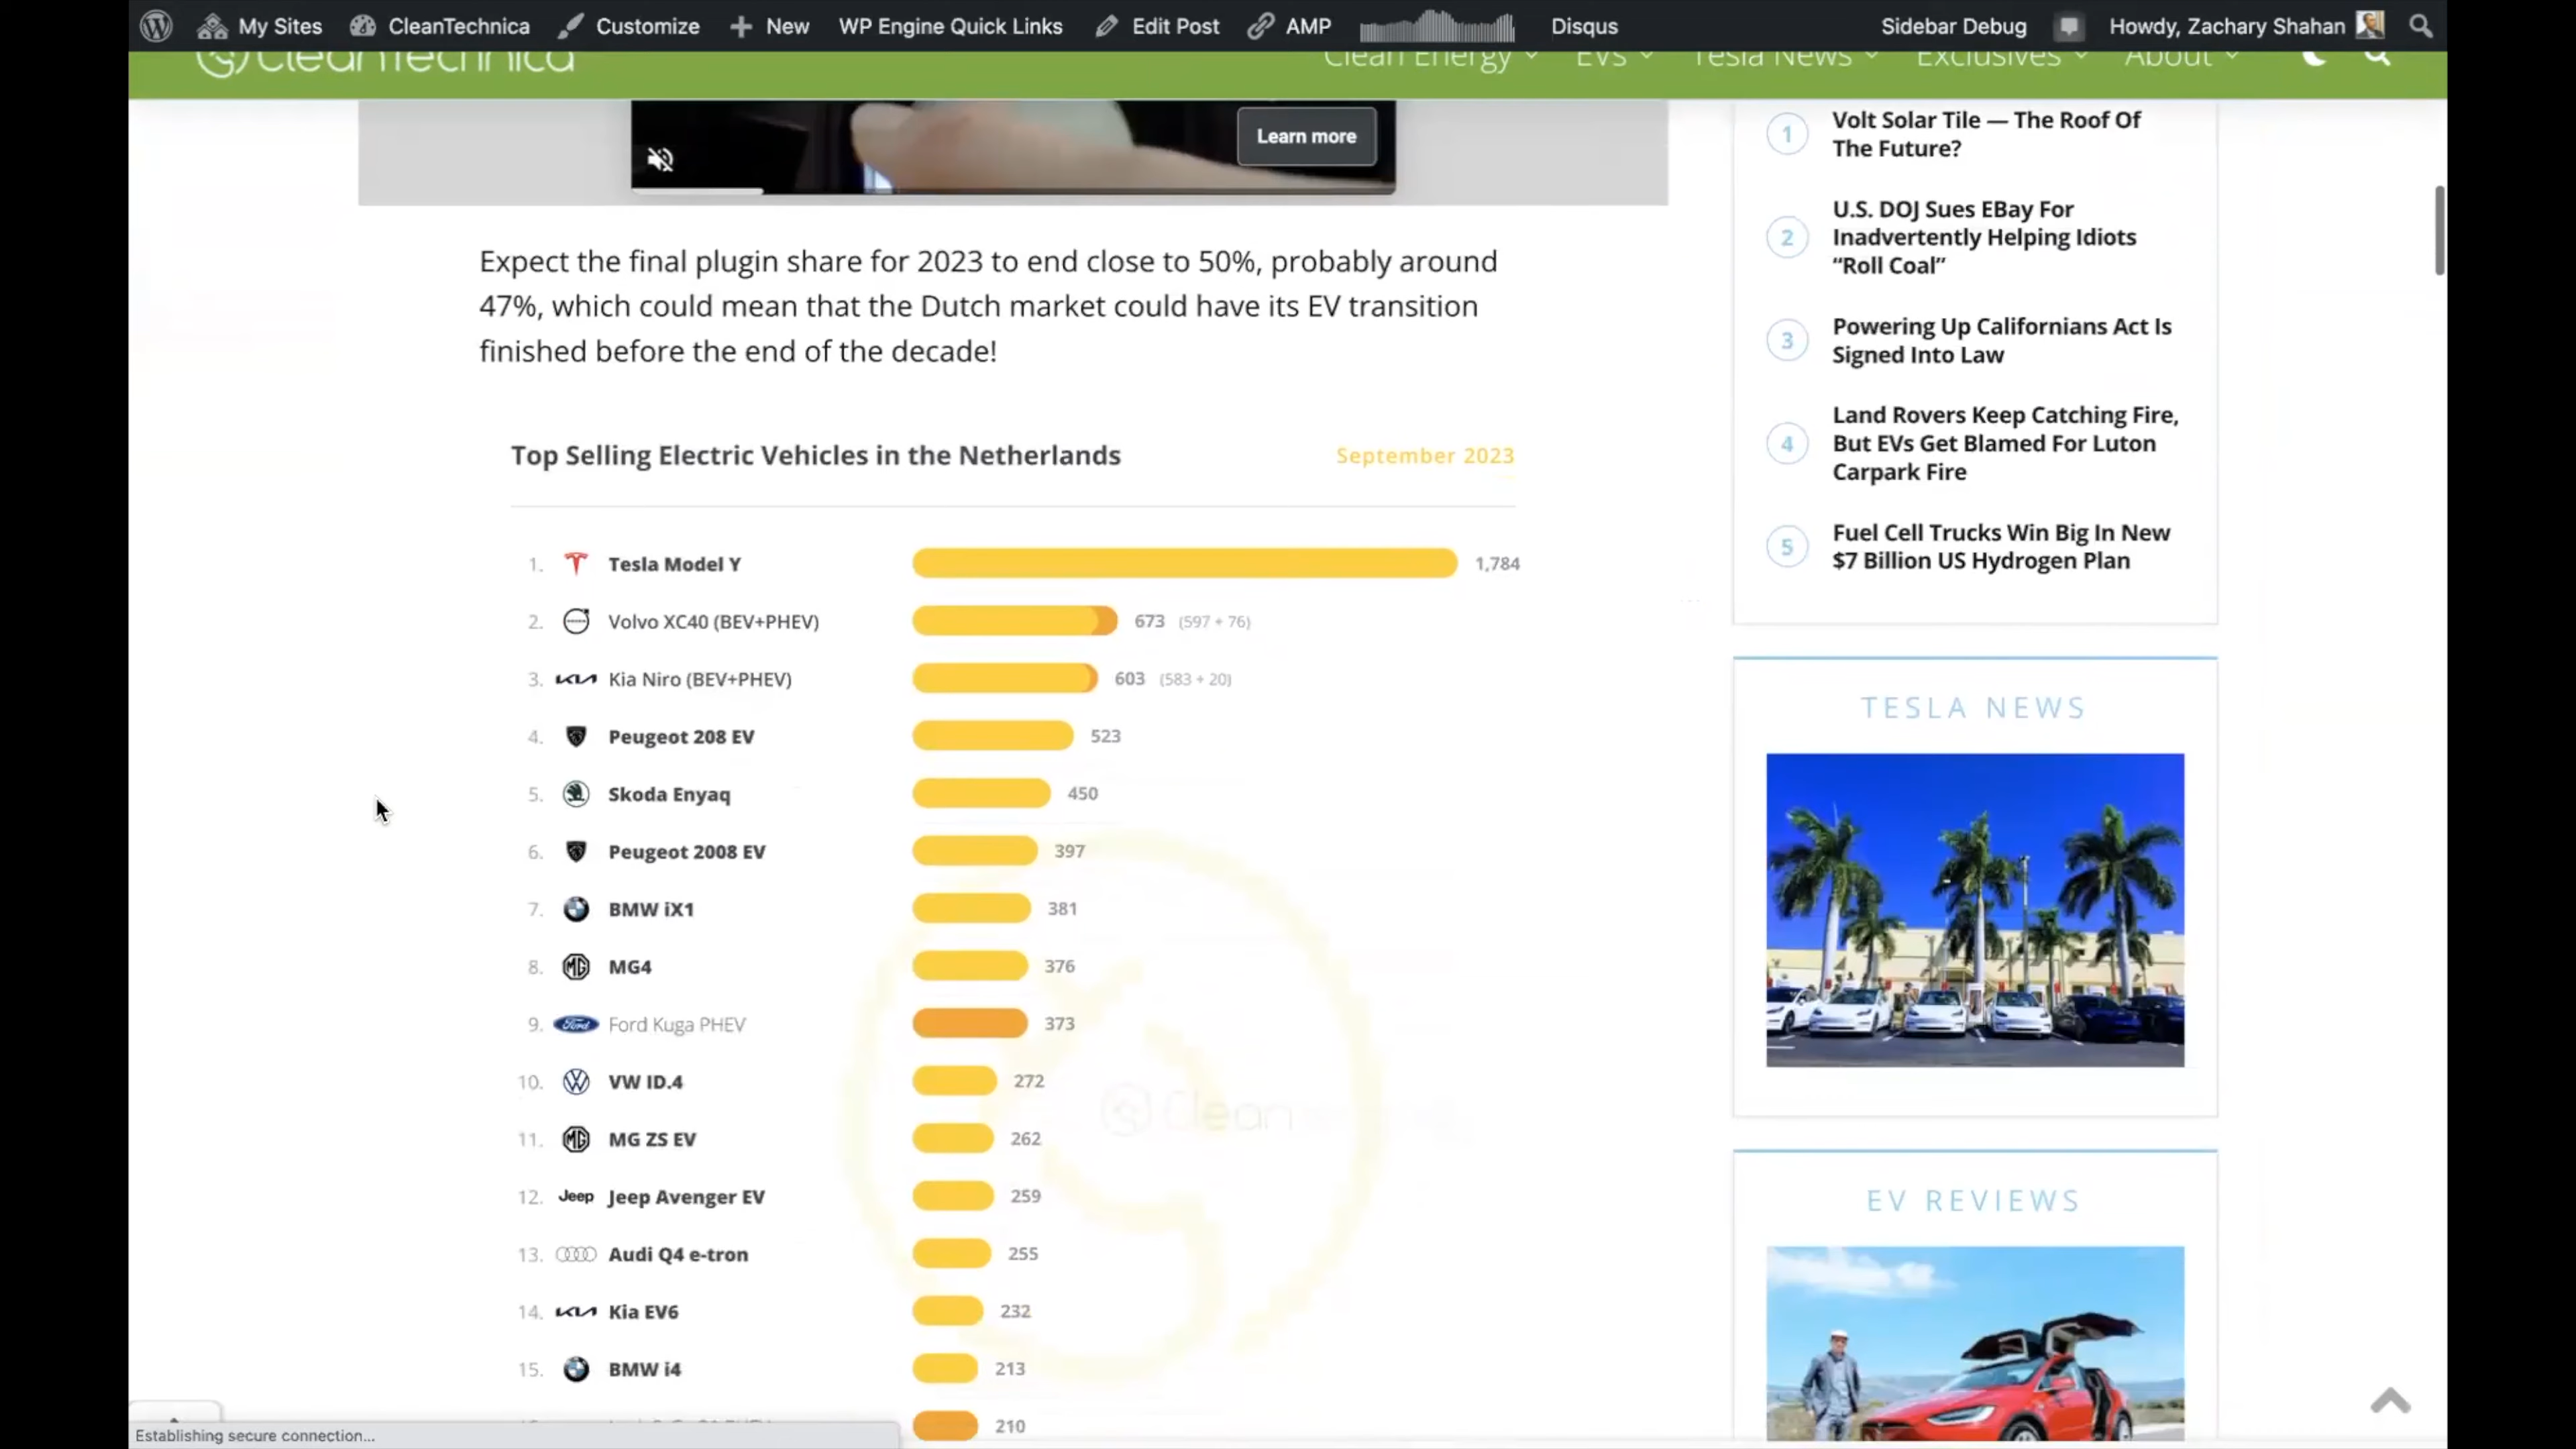 My Sites CleanTechnica Customize New WP Engine Quick Links Edit Post AMP Disqus Sidebar Debug Howdy, Zachary Shahan
CleanTechnica Clean Energy EVs Tesla News Exclusives About
Learn more
Expect the final plugin share for 2023 to end close to 50%, probably around
47%, which could mean that the Dutch market could have its EV transition
finished before the end of the decade!
Top Selling Electric Vehicles in the Netherlands September 2023
1. Tesla Model Y 1,784
2. Volvo XC40 (BEV+PHEV) 673 (597 + 76)
3. Kia Niro (BEV+PHEV) 603 (583 + 20)
4. Peugeot 208 EV 523
5. Skoda Enyaq 450
6. Peugeot 2008 EV 397
7. BMW iX1 381
8. MG MG4 376
9. Ford Ford Kuga PHEV 373
10. VW ID.4 272
Clean
11. MG MG ZS EV 262
12. Jeep Jeep Avenger EV 259
13. Audi Q4 e-tron 255
14. Kia EV6 232
15. BMW i4 213
210
1 Volt Solar Tile — The Roof Of
The Future?
2 U.S. DOJ Sues EBay For
Inadvertently Helping Idiots
“Roll Coal”
3 Powering Up Californians Act Is
Signed Into Law
4 Land Rovers Keep Catching Fire,
But EVs Get Blamed For Luton
Carpark Fire
5 Fuel Cell Trucks Win Big In New
$7 Billion US Hydrogen Plan
TESLA NEWS
EV REVIEWS
Establishing secure connection...